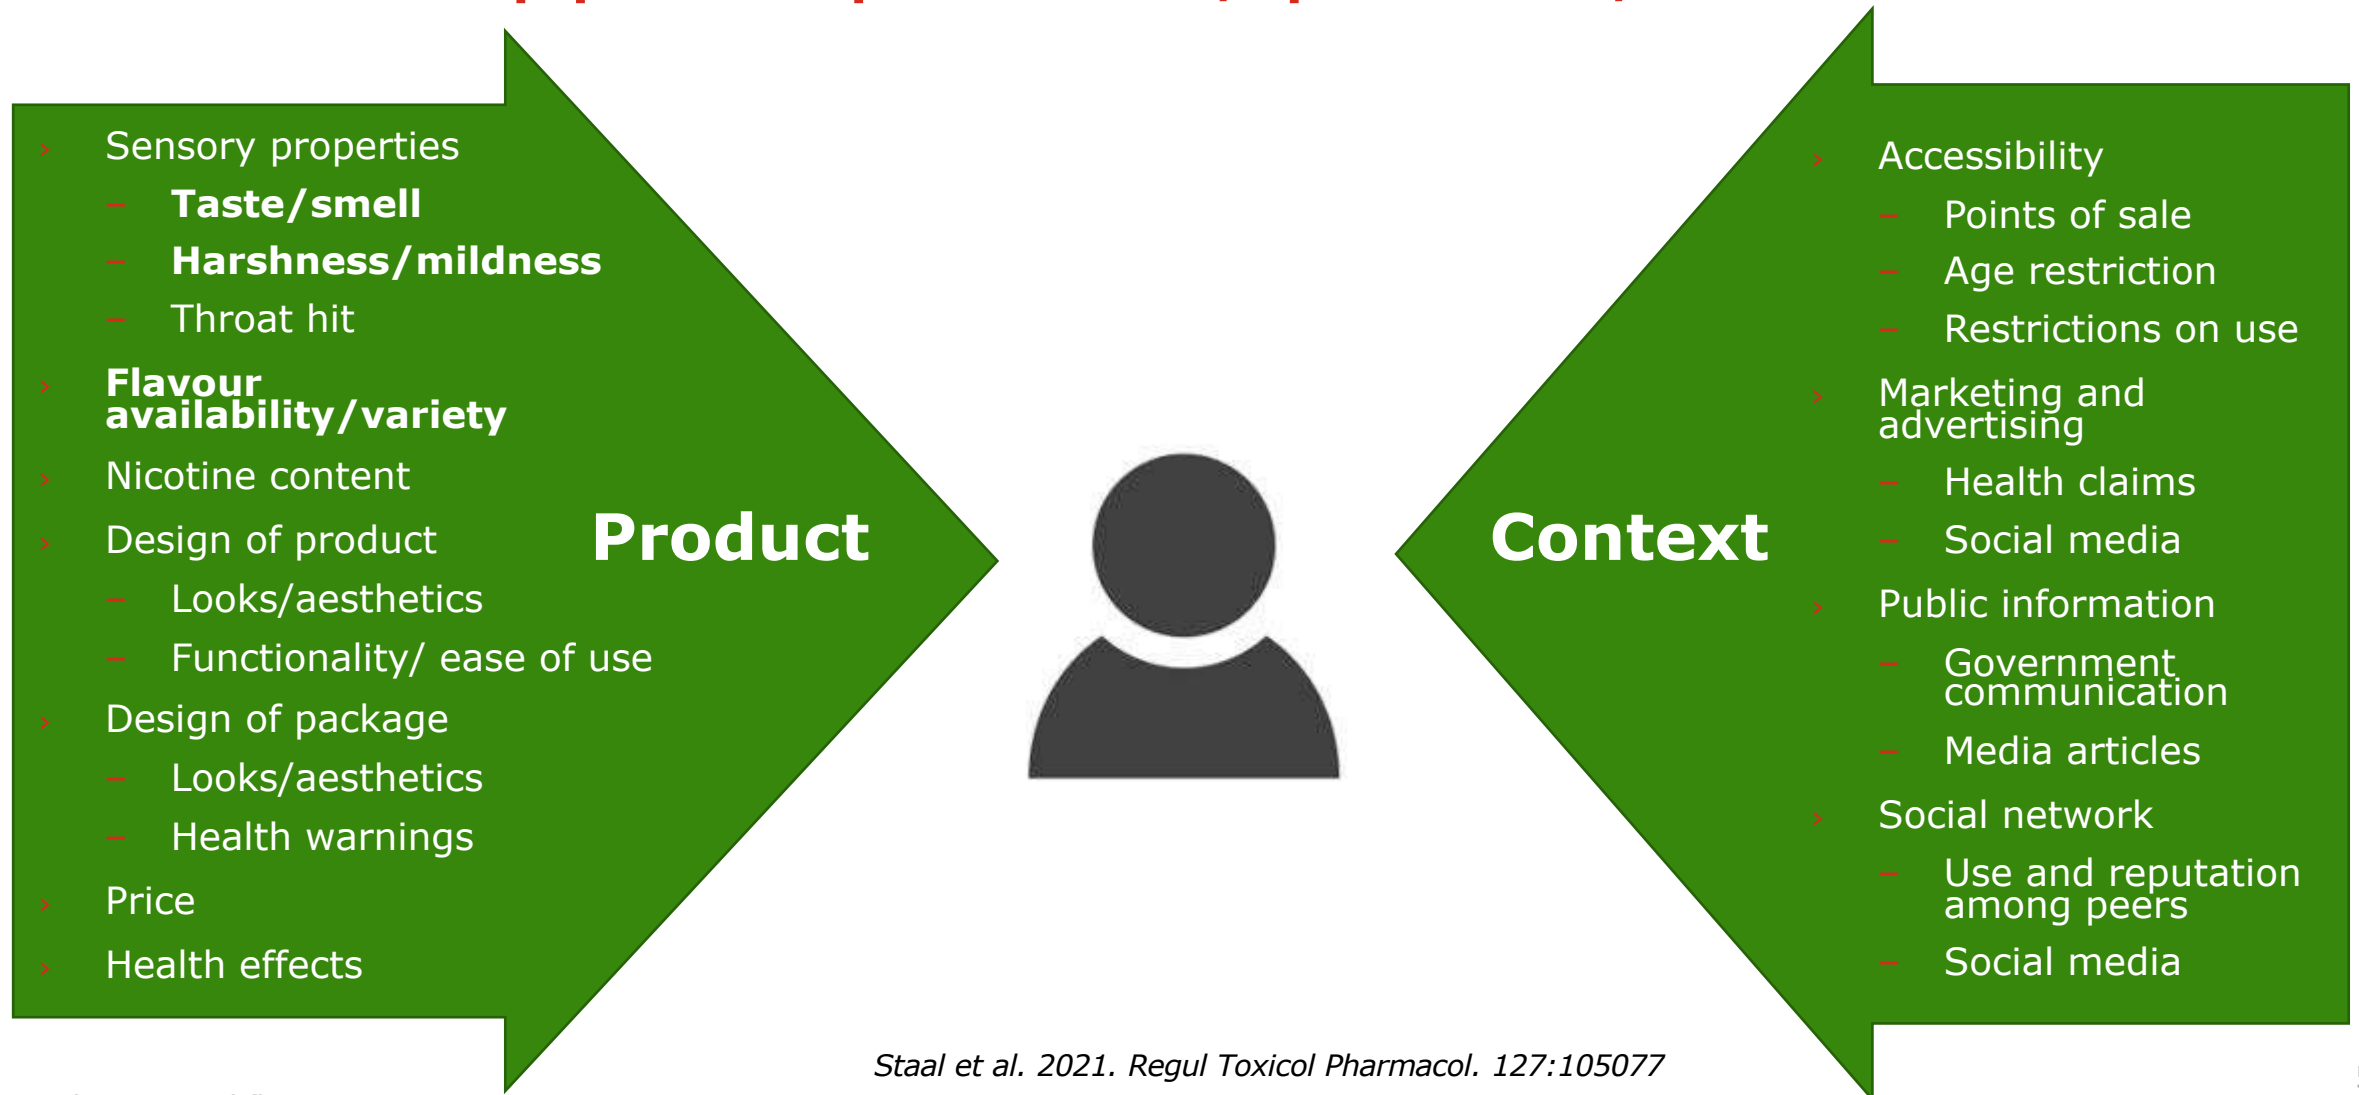 Sensory properties
– Taste/smell
– Harshness/mildness
– Throat hit
Flavour
availability/variety
Nicotine content
Design of product
– Looks/aesthetics
– Functionality/ ease of use
Design of package
– Looks/aesthetics
– Health warnings
Price
Health effects
Product
Context
Accessibility
– Points of sale
– Age restriction
– Restrictions on use
Marketing and
advertising
– Health claims
– Social media
Public information
– Government
communication
– Media articles
Social network
– Use and reputation
among peers
– Social media
Staal et al. 2021. Regul Toxicol Pharmacol. 127:105077